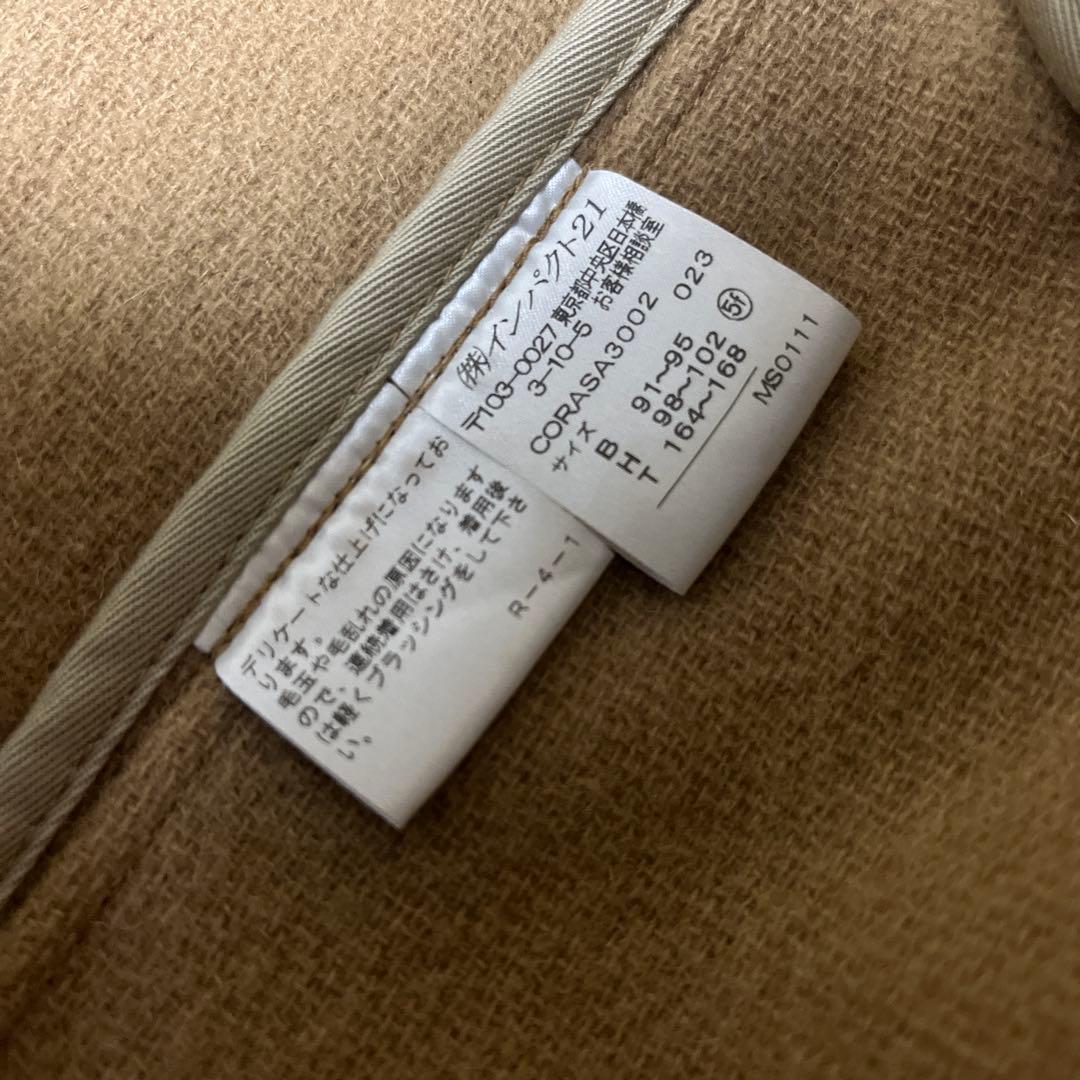 (株)インパクト21
〒103-0027 東京都中央区日本橋
3-10-5 お客様相談室
CORASA3002 023
サイズ
B 91~95
H 98~102 5f
T 164~168
MS0111
デリケートな仕上げになってお
ります。
毛玉や毛乱れの原因になります
ので、連続着用はさけ、着用後
は軽くブラッシングをして下さ
い。
R-4-1